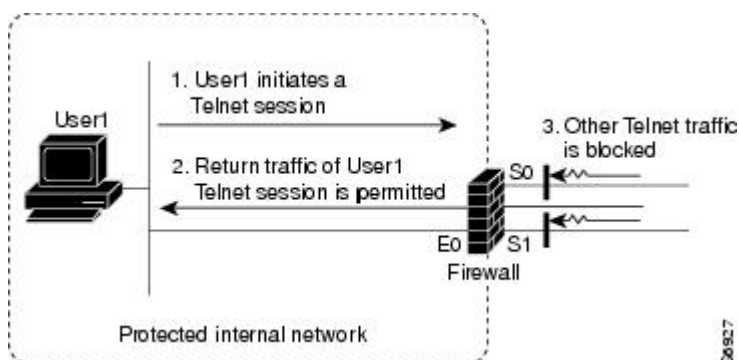 1. User1 initiates a
Telnet session
User1
2. Return traffic of User1
Telnet session is permitted
3. Other Telnet traffic
is blocked
S0
E0
S1
Firewall
Protected internal network